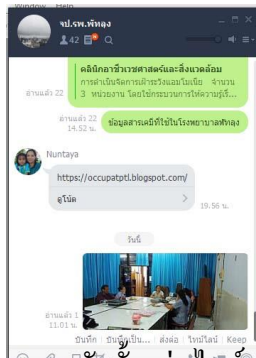 Window Help
จป.รพ.พัทลุง
42
คลินิกอาชีวเวชศาสตร์และสิ่งแวดล้อม
การดำเนินจัดการเฝ้าระวังแอมโมเนีย จำนวน
3 หน่วยงาน โดยใช้กระบวนการให้ความรู้เรื่...
อ่านแล้ว 22
อ่านแล้ว 22
14.52 น.
ข้อมูลสารเคมีที่ใช้ในโรงพยาบาลพัทลุง
Nuntaya
https://occupatptl.blogspot.com/
ดูโน้ต
19.56 น.
วันนี้
อ่านแล้ว 1
11.01 น.
บันทึก บันทึกเป็น... ส่งต่อ ไทม์ไลน์ Keep